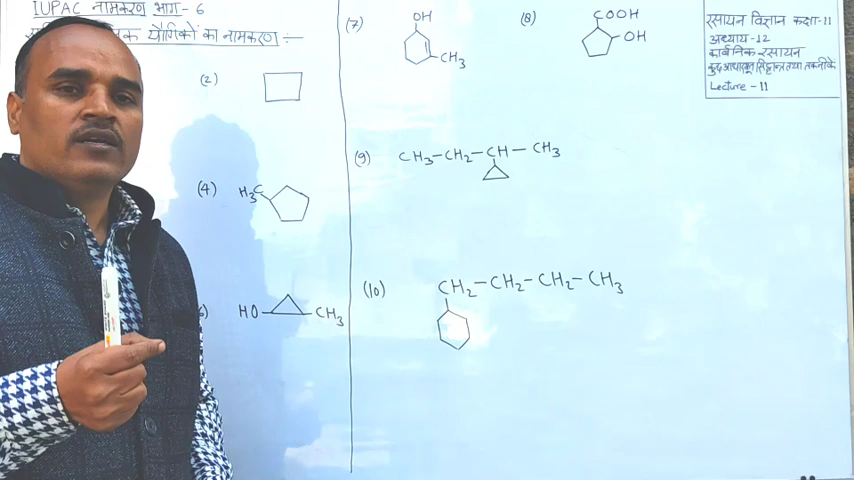 IUPAC नामकरण भाग - 6
यौगिकों का नामकरण :-
(2)
(4) H3C
HO CH3
(7) OH
CH3
(8) COOH
OH
(9) CH3-CH2-CH-CH3
(10) CH2-CH2-CH2-CH3
रसायन विज्ञान कक्षा-11
अध्याय -12
कार्बनिक रसायन
कुछ आधारभूत सिद्धान्त तथा तकनीकें
Lecture - 11